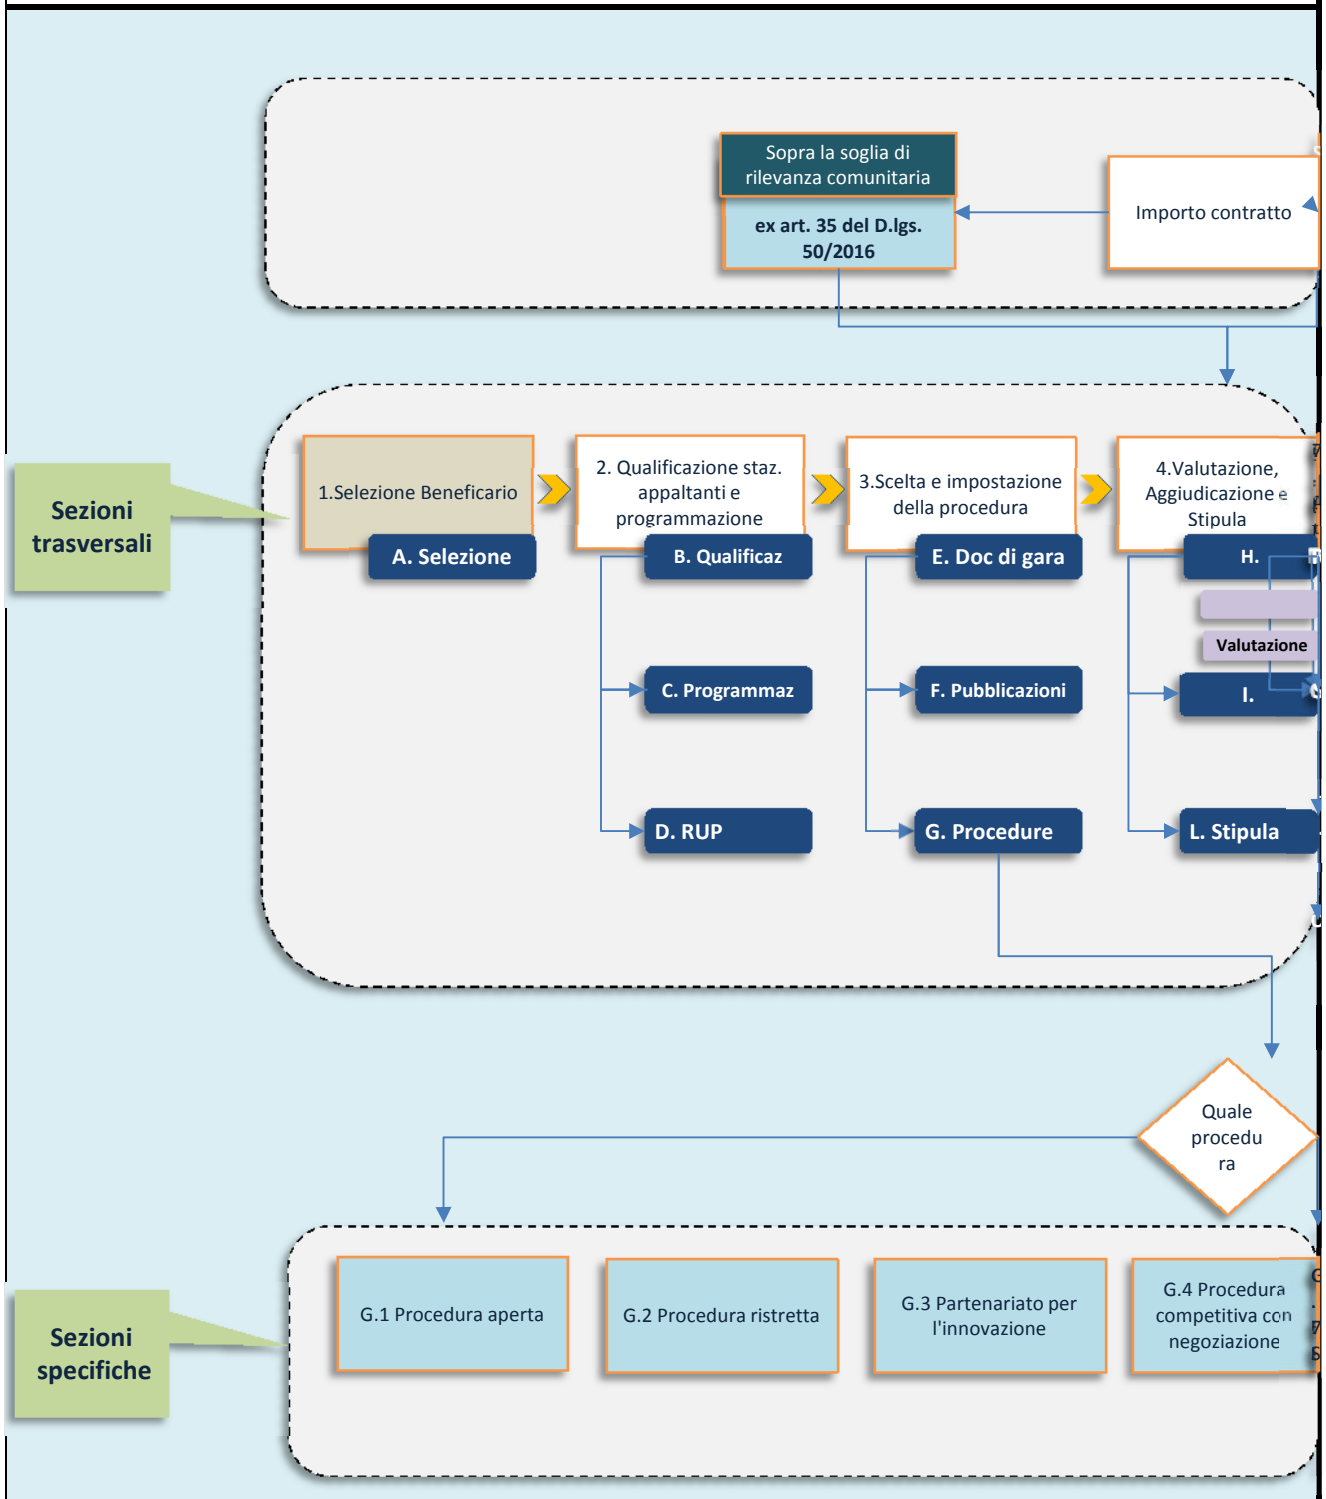 Sopra la soglia di
rilevanza comunitaria
ex art. 35 del D.lgs.
50/2016
Importo contratto
Sezioni
trasversali
1.Selezione Beneficario
2. Qualificazione staz.
appaltanti e
programmazione
3.Scelta e impostazione
della procedura
4.Valutazione,
Aggiudicazione e
Stipula
A. Selezione
B. Qualificaz
E. Doc di gara
H.
Valutazione
C. Programmaz
F. Pubblicazioni
I.
D. RUP
G. Procedure
L. Stipula
Quale
procedu
ra
Sezioni
specifiche
G.1 Procedura aperta
G.2 Procedura ristretta
G.3 Partenariato per
l'innovazione
G.4 Procedura
competitiva con
negoziazione